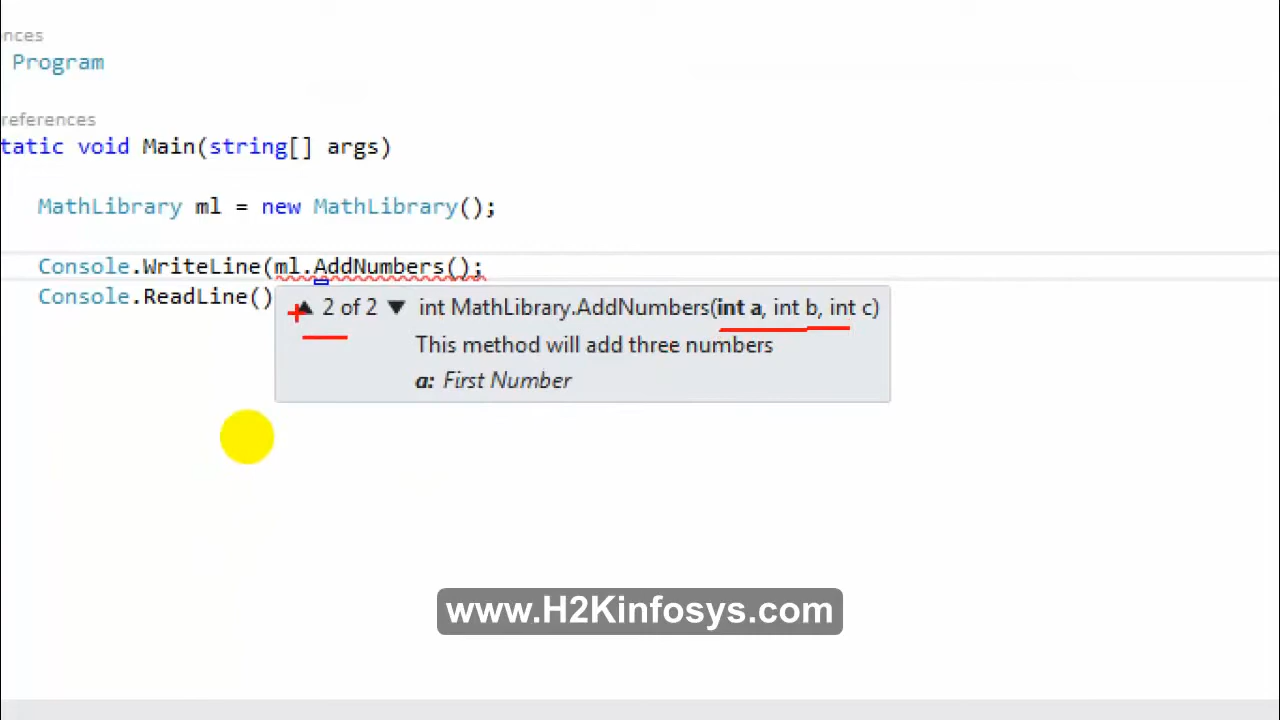 nces
Program
references
tatic void Main(string[] args)
MathLibrary ml = new MathLibrary();
Console.WriteLine(ml.AddNumbers();
Console.ReadLine()
2 of 2 int MathLibrary.AddNumbers(int a, int b, int c)
This method will add three numbers
a: First Number
www.H2Kinfosys.com